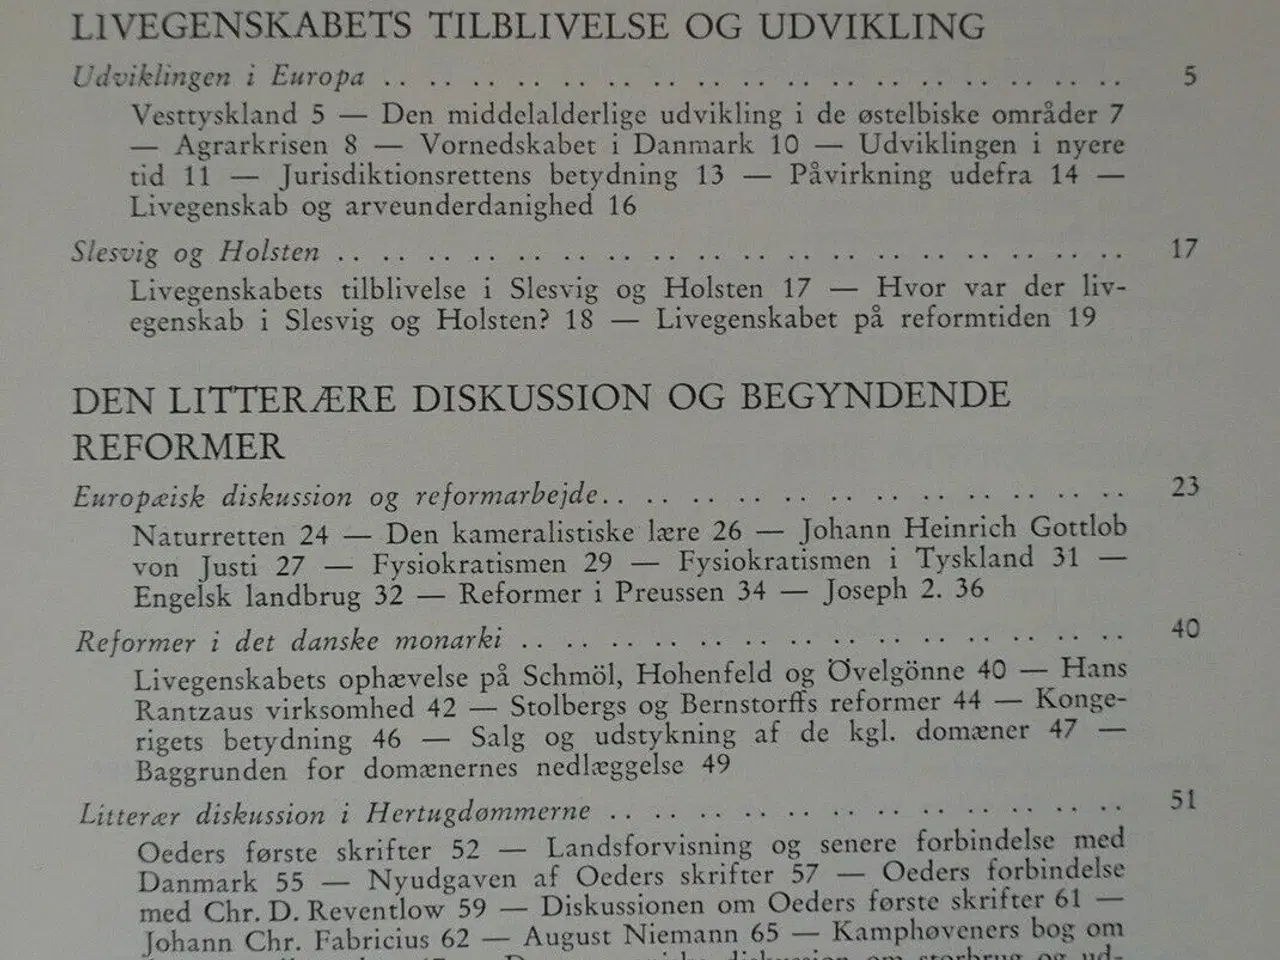 LIVEGENSKABETS TILBLIVELSE OG UDVIKLING
Udviklingen i Europa . . . . . . . . . . . . . . . . . . . . . . 5
Vesttyskland 5 — Den middelalderlige udvikling i de østelbiske områder 7
— Agrarkrisen 8 — Vornedskabet i Danmark 10 — Udviklingen i nyere
tid 11 — Jurisdiktionsrettens betydning 13 — Påvirkning udefra 14 —
Livegenskab og arveunderdanighed 16
Slesvig og Holsten . . . . . . . . . . . . . . . . . . . . . . . . 17
Livegenskabets tilblivelse i Slesvig og Holsten 17 — Hvor var der liv-
egenskab i Slesvig og Holsten? 18 — Livegenskabet på reformtiden 19
DEN LITTERÆRE DISKUSSION OG BEGYNDENDE
REFORMER
Europæisk diskussion og reformarbejde. . . . . . . . . . . . . . . 23
Naturretten 24 — Den kameralistiske lære 26 — Johann Heinrich Gottlob
von Justi 27 — Fysiokratismen 29 — Fysiokratismen i Tyskland 31 —
Engelsk landbrug 32 — Reformer i Preussen 34 — Joseph 2. 36
Reformer i det danske monarki . . . . . . . . . . . . . . . . . . 40
Livegenskabets ophævelse på Schmöl, Hohenfeld og Övelgönne 40 — Hans
Rantzaus virksomhed 42 — Stolbergs og Bernstorffs reformer 44 — Konge-
rigets betydning 46 — Salg og udstykning af de kgl. domæner 47 —
Baggrunden for domænernes nedlæggelse 49
Litterær diskussion i Hertugdømmerne . . . . . . . . . . . . . . . 51
Oeders første skrifter 52 — Landsforvisning og senere forbindelse med
Danmark 55 — Nyudgaven af Oeders skrifter 57 — Oeders forbindelse
med Chr. D. Reventlow 59 — Diskussionen om Oeders første skrifter 61 —
Johann Chr. Fabricius 62 — August Niemann 65 — Kamphøveners bog om
diskussion om storbrug og ud-